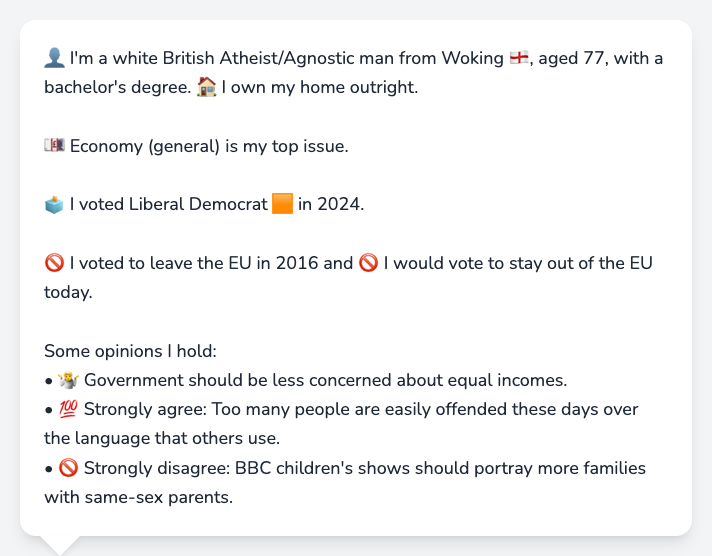 👤 I'm a white British Atheist/Agnostic man from Woking 🏴󠁧󠁢󠁥󠁮󠁧󠁿, aged 77, with a
bachelor's degree. 🏠 I own my home outright.
💷 Economy (general) is my top issue.
🗳️ I voted Liberal Democrat 🟧 in 2024.
🚫 I voted to leave the EU in 2016 and 🚫 I would vote to stay out of the EU
today.
Some opinions I hold:
• 🤷 Government should be less concerned about equal incomes.
• 💯 Strongly agree: Too many people are easily offended these days over
the language that others use.
• 🚫 Strongly disagree: BBC children's shows should portray more families
with same-sex parents.